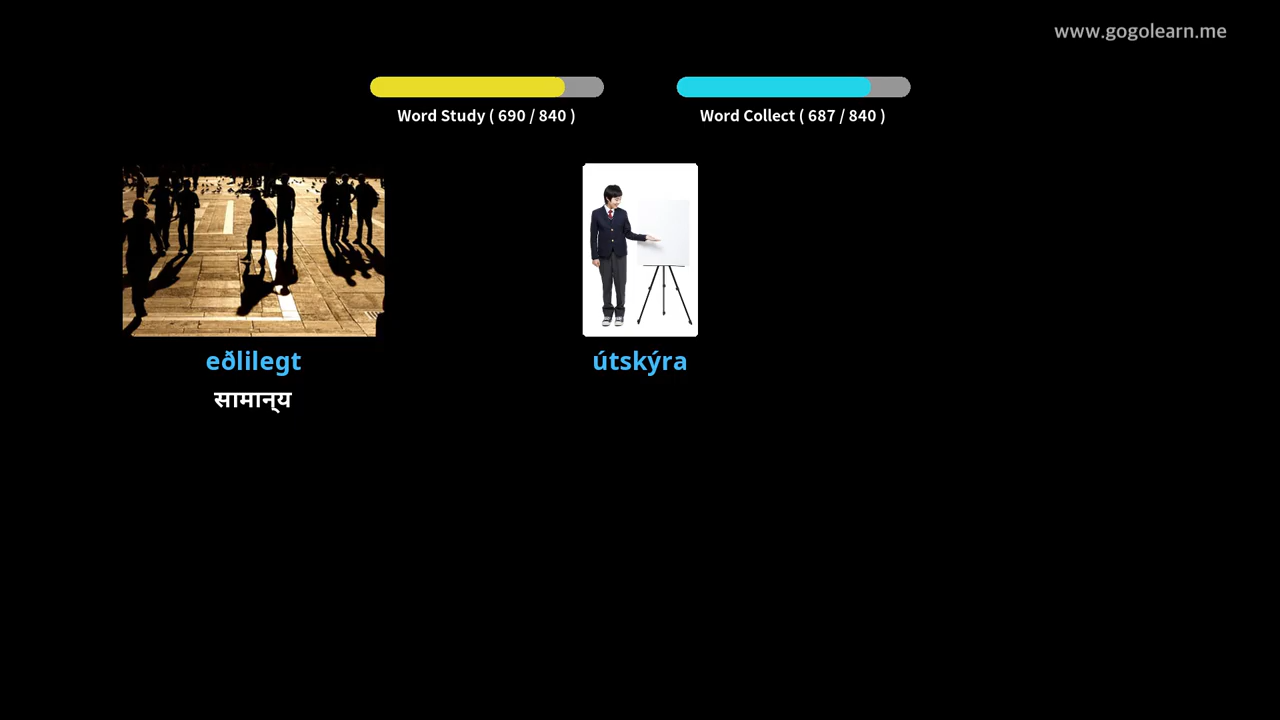 www.gogolearn.me
Word Study ( 690 / 840 )
Word Collect ( 687 / 840 )
eðlilegt
útskýra
सामान्‍य